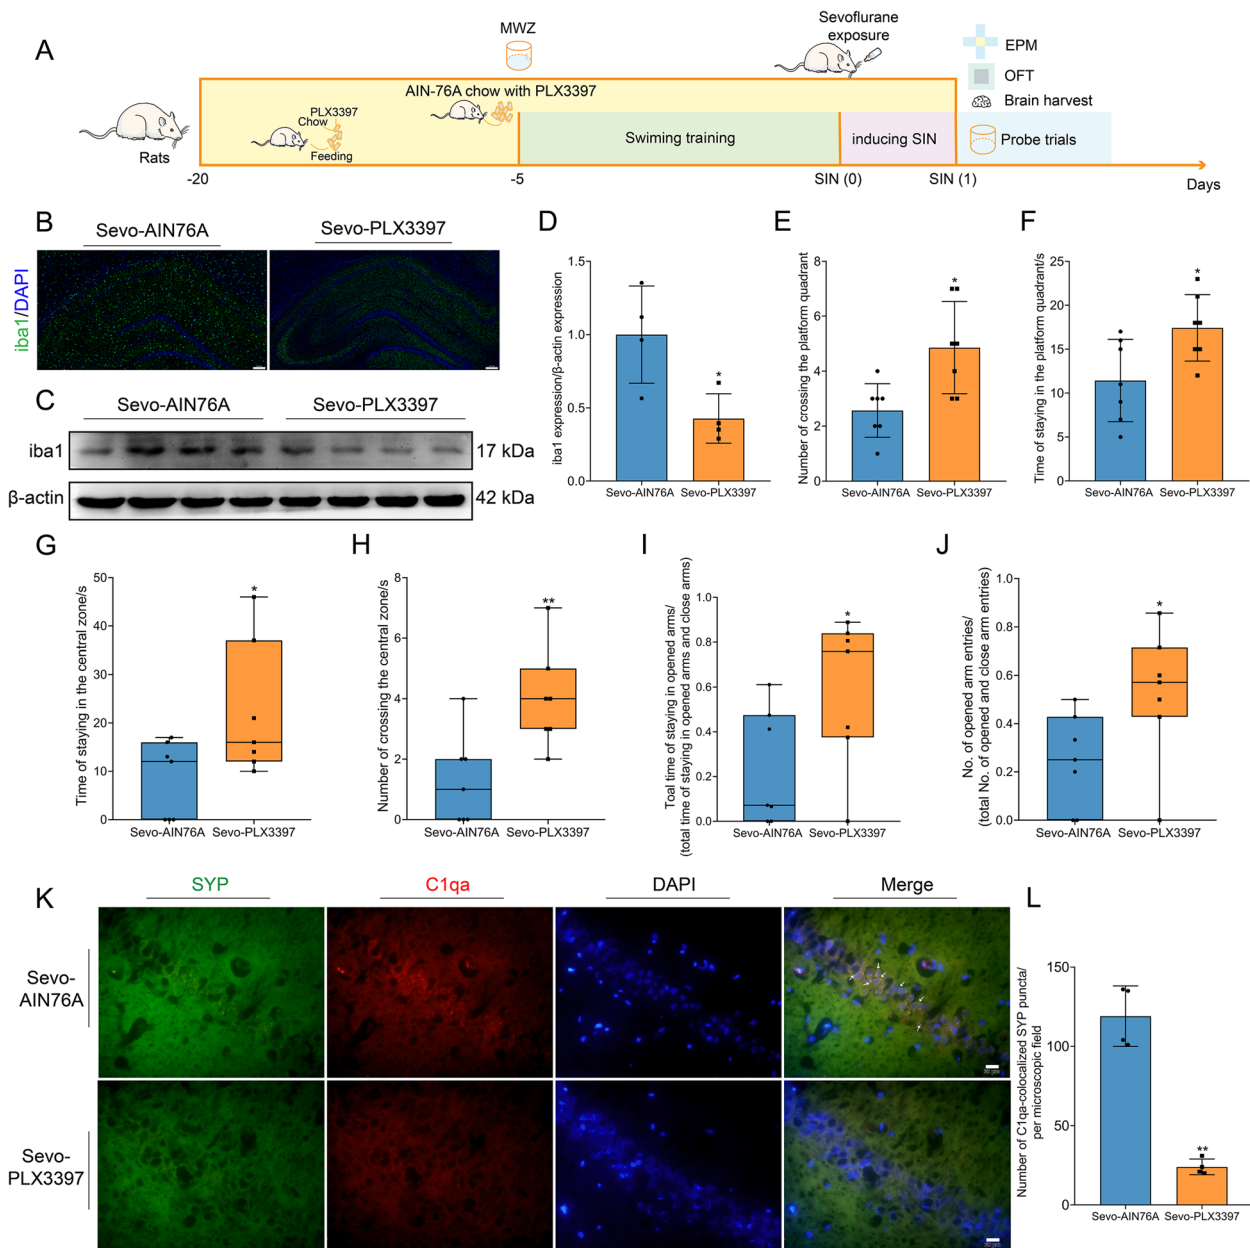 A
MWZ
Sevoflurane
exposure
EPM
OFT
Brain harvest
Probe trials
AIN-76A chow with PLX3397
PLX3397
Chow
Feeding
Rats
Swiming training
inducing SIN
-20
-5
SIN (0)
SIN (1)
Days
B
Sevo-AIN76A
Sevo-PLX3397
iba1/DAPI
C
Sevo-AIN76A
Sevo-PLX3397
iba1
17 kDa
β-actin
42 kDa
D
iba1 expression/β-actin expression
1.5
1.0
0.5
0.0
*
Sevo-AIN76A
Sevo-PLX3397
E
Number of crossing the platform quadrant
8
6
4
2
0
*
Sevo-AIN76A
Sevo-PLX3397
F
Time of staying in the platform quadrant/s
25
20
15
10
5
0
*
Sevo-AIN76A
Sevo-PLX3397
G
Time of staying in the central zone/s
50
40
30
20
10
0
*
Sevo-AIN76A
Sevo-PLX3397
H
Number of crossing the central zone/s
8
6
4
2
0
**
Sevo-AIN76A
Sevo-PLX3397
I
Toal time of staying in opened arms/
(total time of staying in opened arms and close arms)
1.0
0.8
0.6
0.4
0.2
0.0
*
Sevo-AIN76A
Sevo-PLX3397
J
No. of opened arm entries/
(total No. of opened and close arm entries)
1.0
0.8
0.6
0.4
0.2
0.0
*
Sevo-AIN76A
Sevo-PLX3397
K
SYP
C1qa
DAPI
Merge
Sevo-
AIN76A
Sevo-
PLX3397
L
Number of C1qa-colocalized SYP puncta/
per microscopic field
150
100
50
0
**
Sevo-AIN76A
Sevo-PLX3397